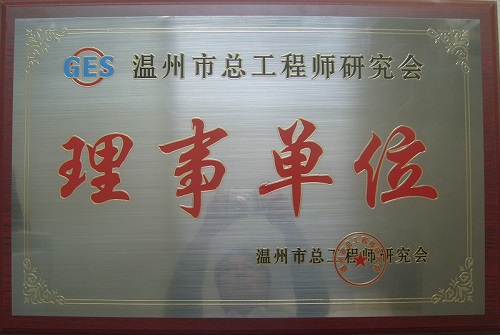 GES 温州市总工程师研究会
理事单位
温州市总工程师研究会